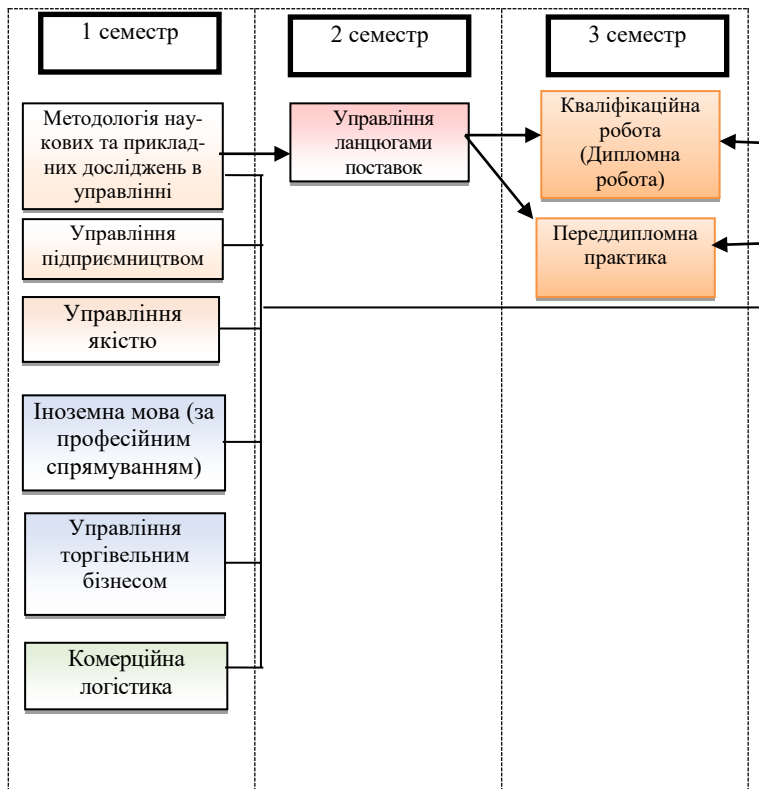 1 семестр
2 семестр
3 семестр
Методологія нау-
кових та приклад-
них досліджень в
управлінні
Управління
ланцюгами
поставок
Кваліфікаційна
робота
(Дипломна
робота)
Управління
підприємництвом
Переддипломна
практика
Управління
якістю
Іноземна мова (за
професійним
спрямуванням)
Управління
торгівельним
бізнесом
Комерційна
логістика